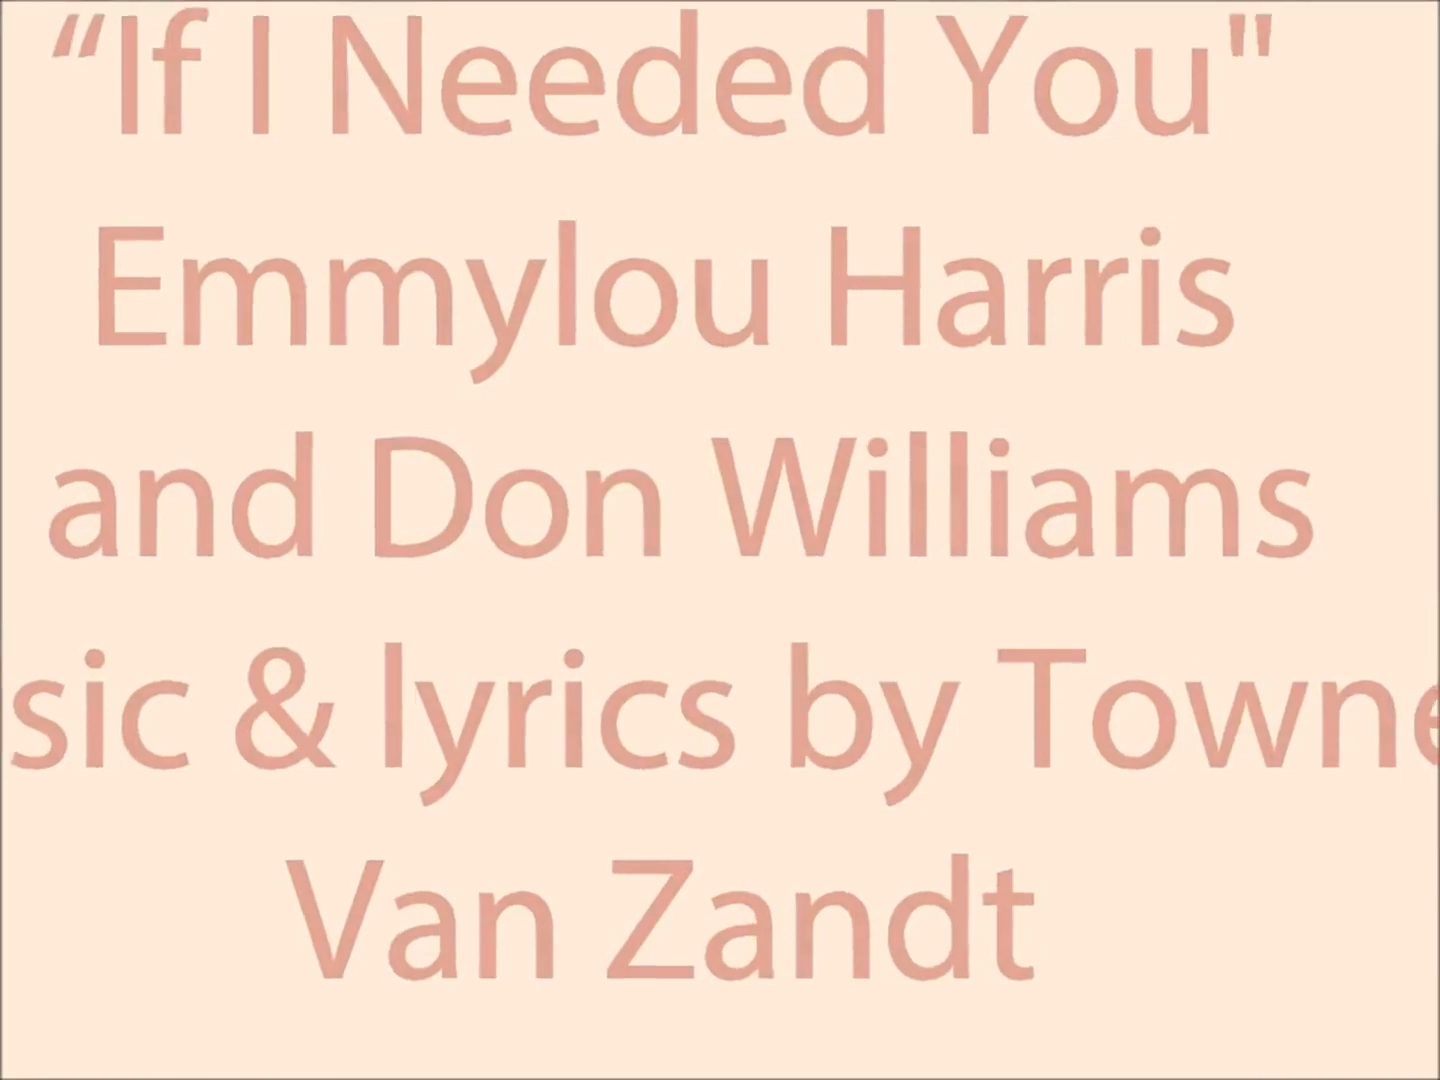 “If I Needed You"
Emmylou Harris
and Don Williams
sic & lyrics by Towne
Van Zandt